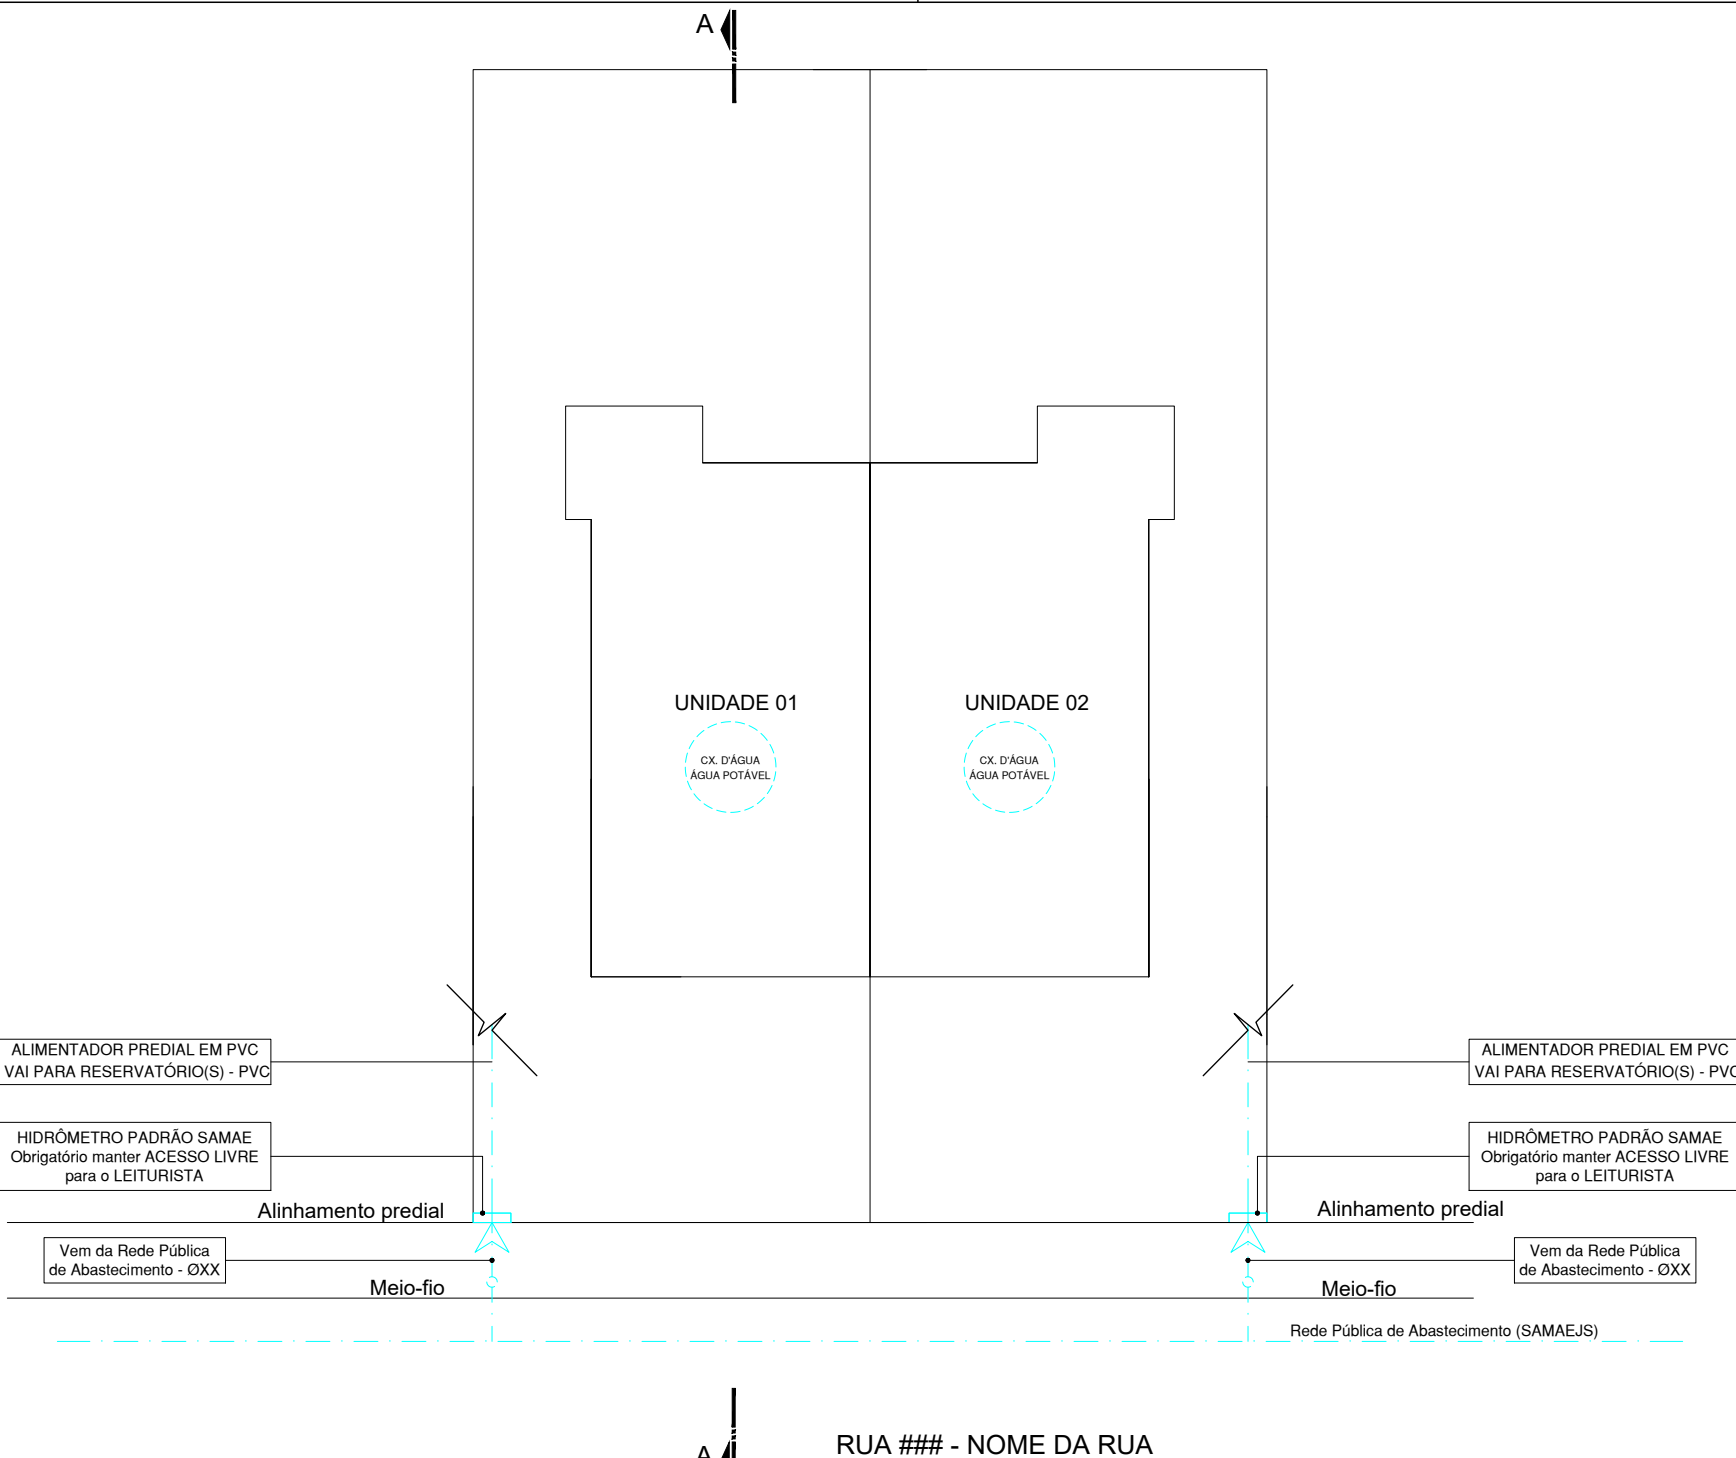 A
UNIDADE 01
CX. D'ÁGUA
ÁGUA POTÁVEL
UNIDADE 02
CX. D'ÁGUA
ÁGUA POTÁVEL
ALIMENTADOR PREDIAL EM PVC
VAI PARA RESERVATÓRIO(S) - PVC
ALIMENTADOR PREDIAL EM PVC
VAI PARA RESERVATÓRIO(S) - PVC
HIDRÔMETRO PADRÃO SAMAE
Obrigatório manter ACESSO LIVRE
para o LEITURISTA
HIDRÔMETRO PADRÃO SAMAE
Obrigatório manter ACESSO LIVRE
para o LEITURISTA
Alinhamento predial
Alinhamento predial
Vem da Rede Pública
de Abastecimento - ØXX
Vem da Rede Pública
de Abastecimento - ØXX
Meio-fio
Meio-fio
Rede Pública de Abastecimento (SAMAEJS)
A
RUA ### - NOME DA RUA